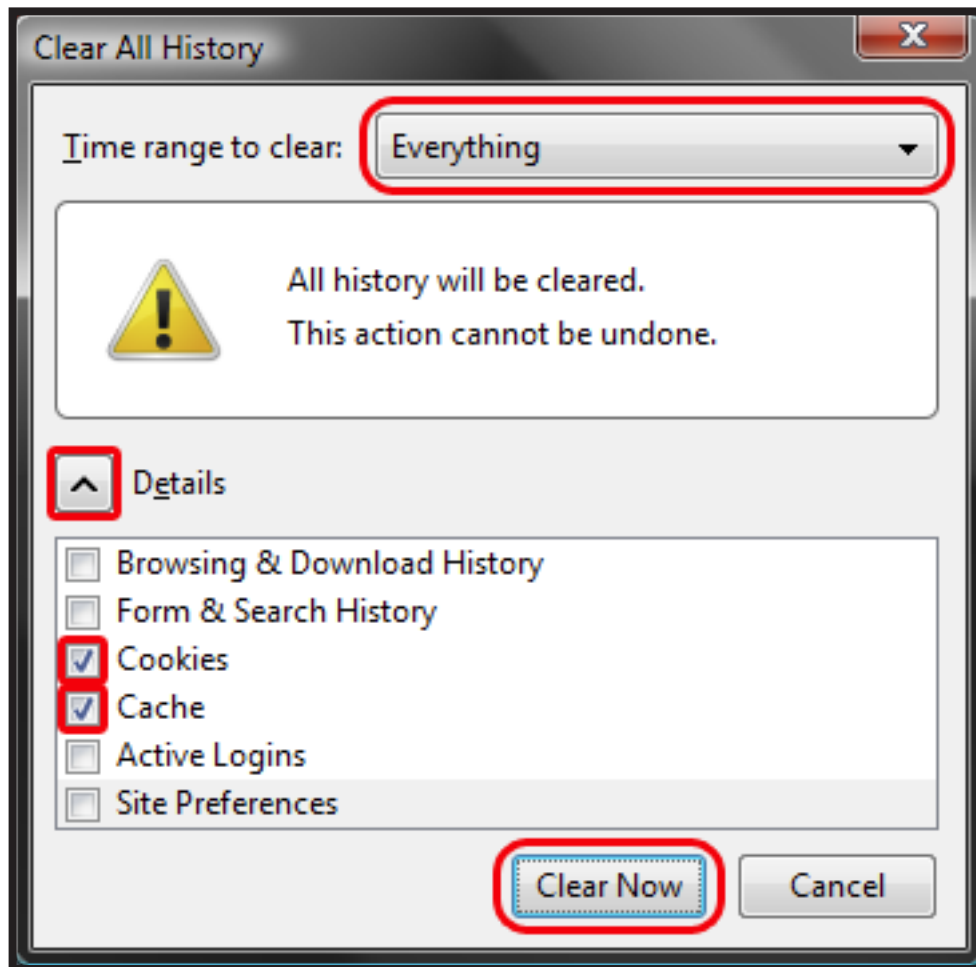 Clear All History
Time range to clear: Everything
All history will be cleared.
This action cannot be undone.
Details
Browsing & Download History
Form & Search History
Cookies
Cache
Active Logins
Site Preferences
Clear Now Cancel